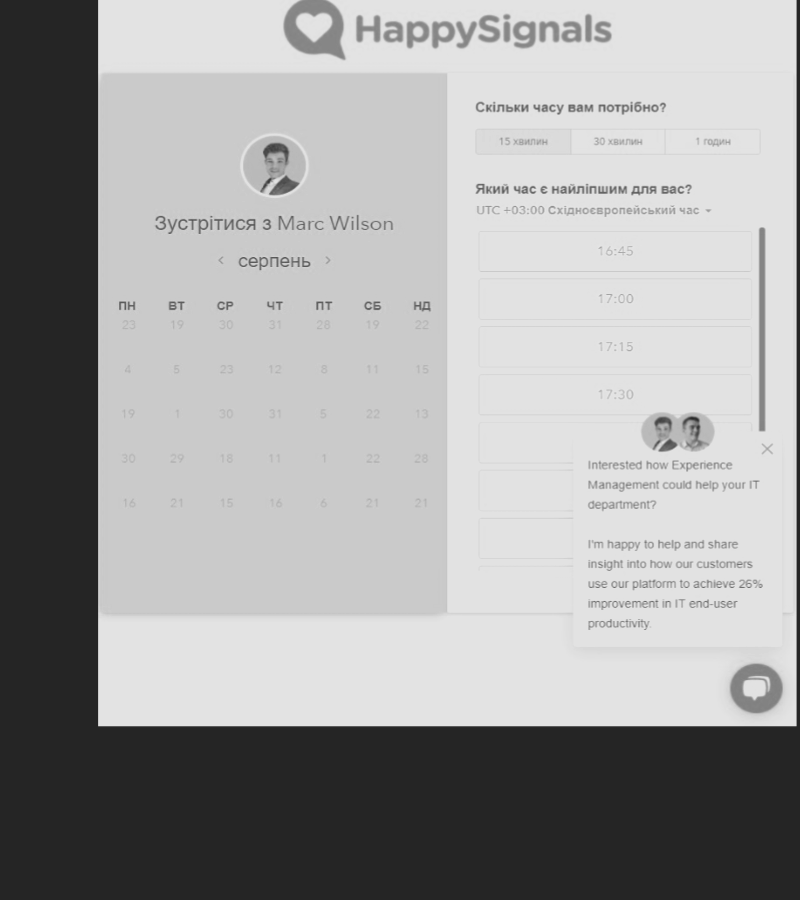 HappySignals
Зустрітися з Marc Wilson
серпень
ПН ВТ СР ЧТ ПТ СБ НД
23 19 30 31 28 19 22
4 5 23 12 8 11 15
19 1 30 31 5 22 13
30 29 18 11 1 22 28
16 21 15 16 6 21 21
Скільки часу вам потрібно?
15 хвилин 30 хвилин 1 годин
Який час є найліпшим для вас?
UTC +03:00 Східноєвропейський час
16:45
17:00
17:15
17:30
Interested how Experience
Management could help your IT
department?
I'm happy to help and share
insight into how our customers
use our platform to achieve 26%
improvement in IT end-user
productivity.